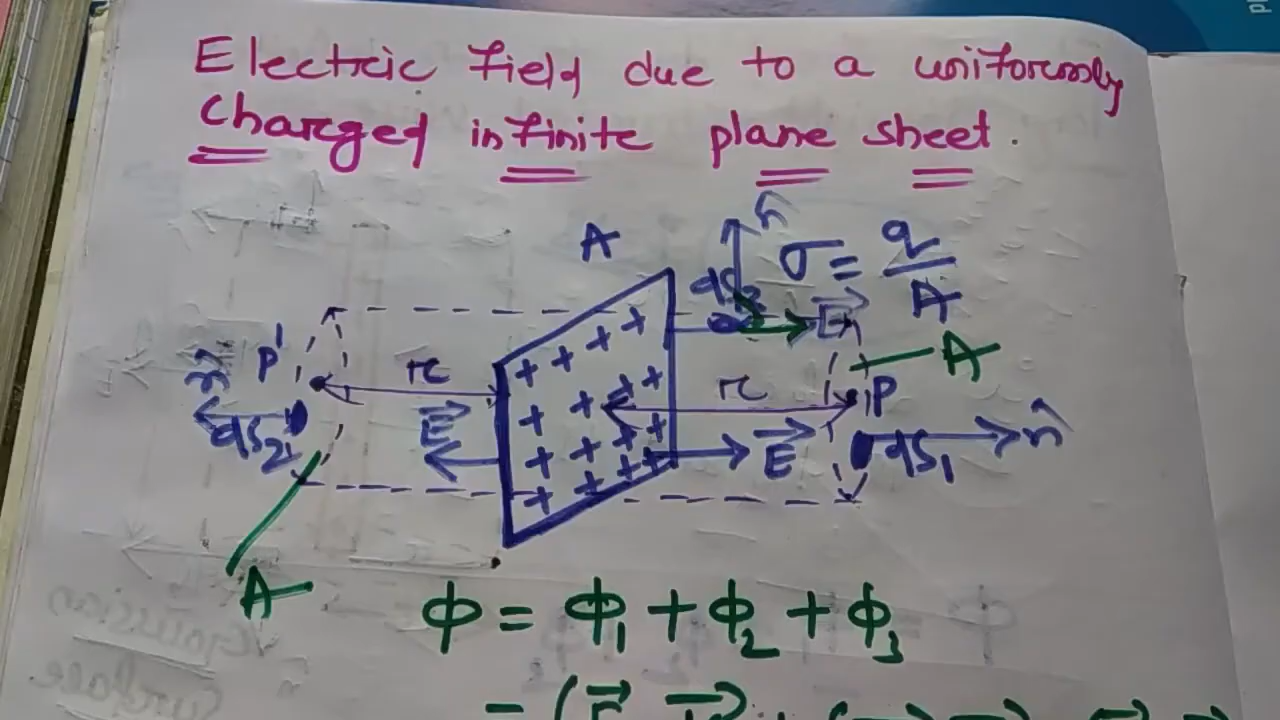 Electric Field due to a uniformly
charged infinite plane sheet.
A
n̂
σ = q/A
dS₃
E⃗
A
n̂
P'
r
r
P
dS₂
E⃗
E⃗
dS₁
n̂
A
+ + + + + + + + + + + + + + + +
ϕ = ϕ₁ + ϕ₂ + ϕ₃